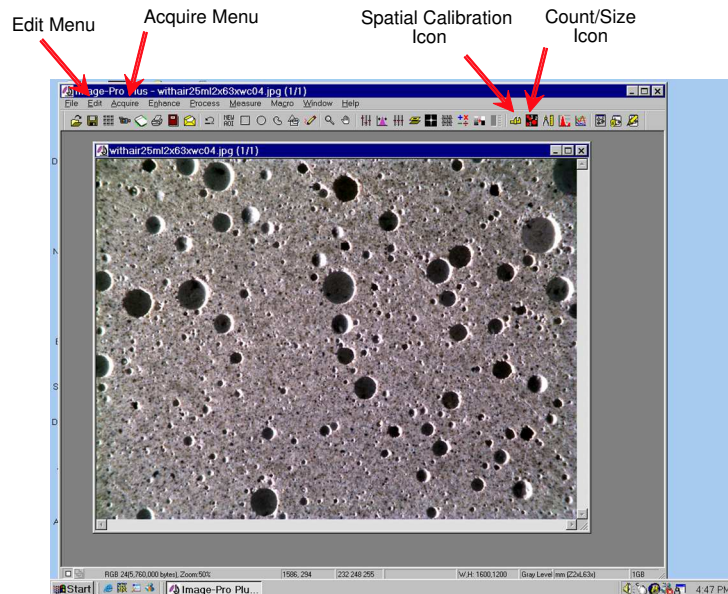 Edit Menu
Acquire Menu
Spatial Calibration
Icon
Count/Size
Icon
Image-Pro Plus - withair25ml2x63xwc04.jpg (1/1)
File Edit Acquire Enhance Process Measure Macro Window Help
withair25ml2x63xwc04.jpg (1/1)
RGB 24(5,760,000 bytes), Zoom:50%
1586, 294
232 248 255
W,H: 1600,1200
Gray Level mm (Z2xL63x)
1GB
Start
Image-Pro Plu...
4:47 PM